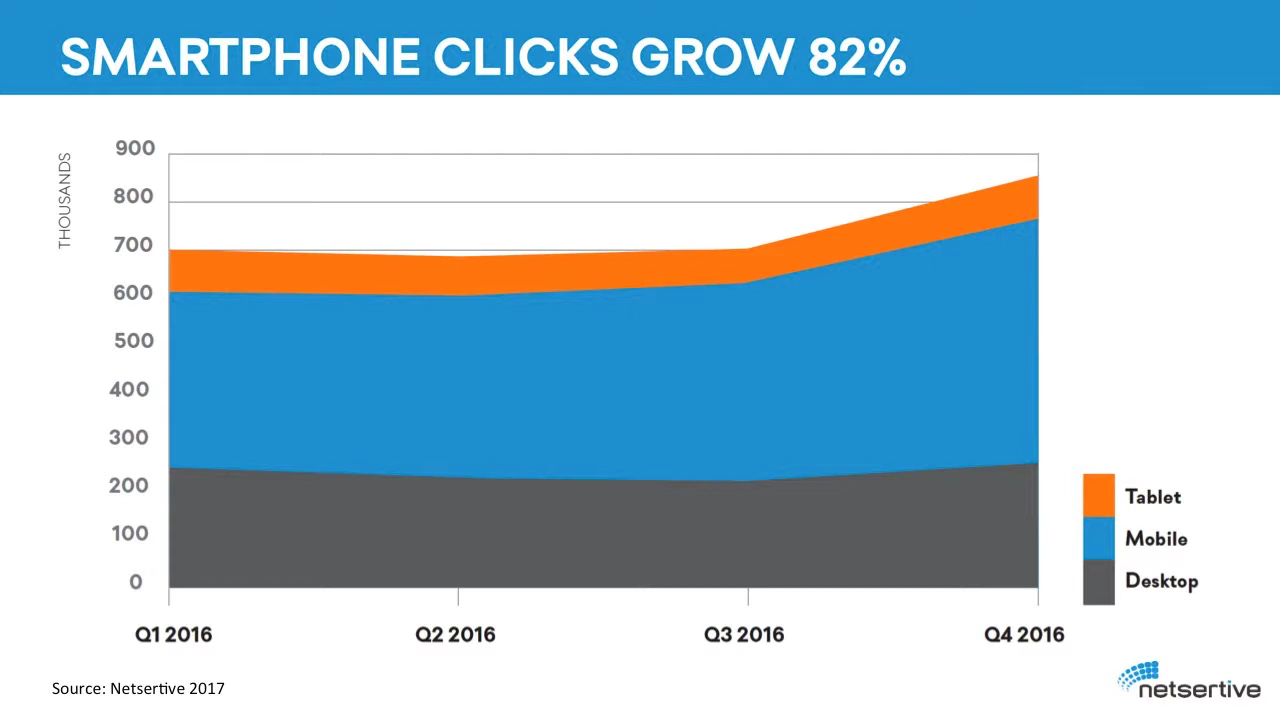 SMARTPHONE CLICKS GROW 82%
THOUSANDS
900
800
700
600
500
400
300
200
100
0
Q1 2016 Q2 2016 Q3 2016 Q4 2016
Tablet
Mobile
Desktop
Source: Netsertive 2017
netsertive